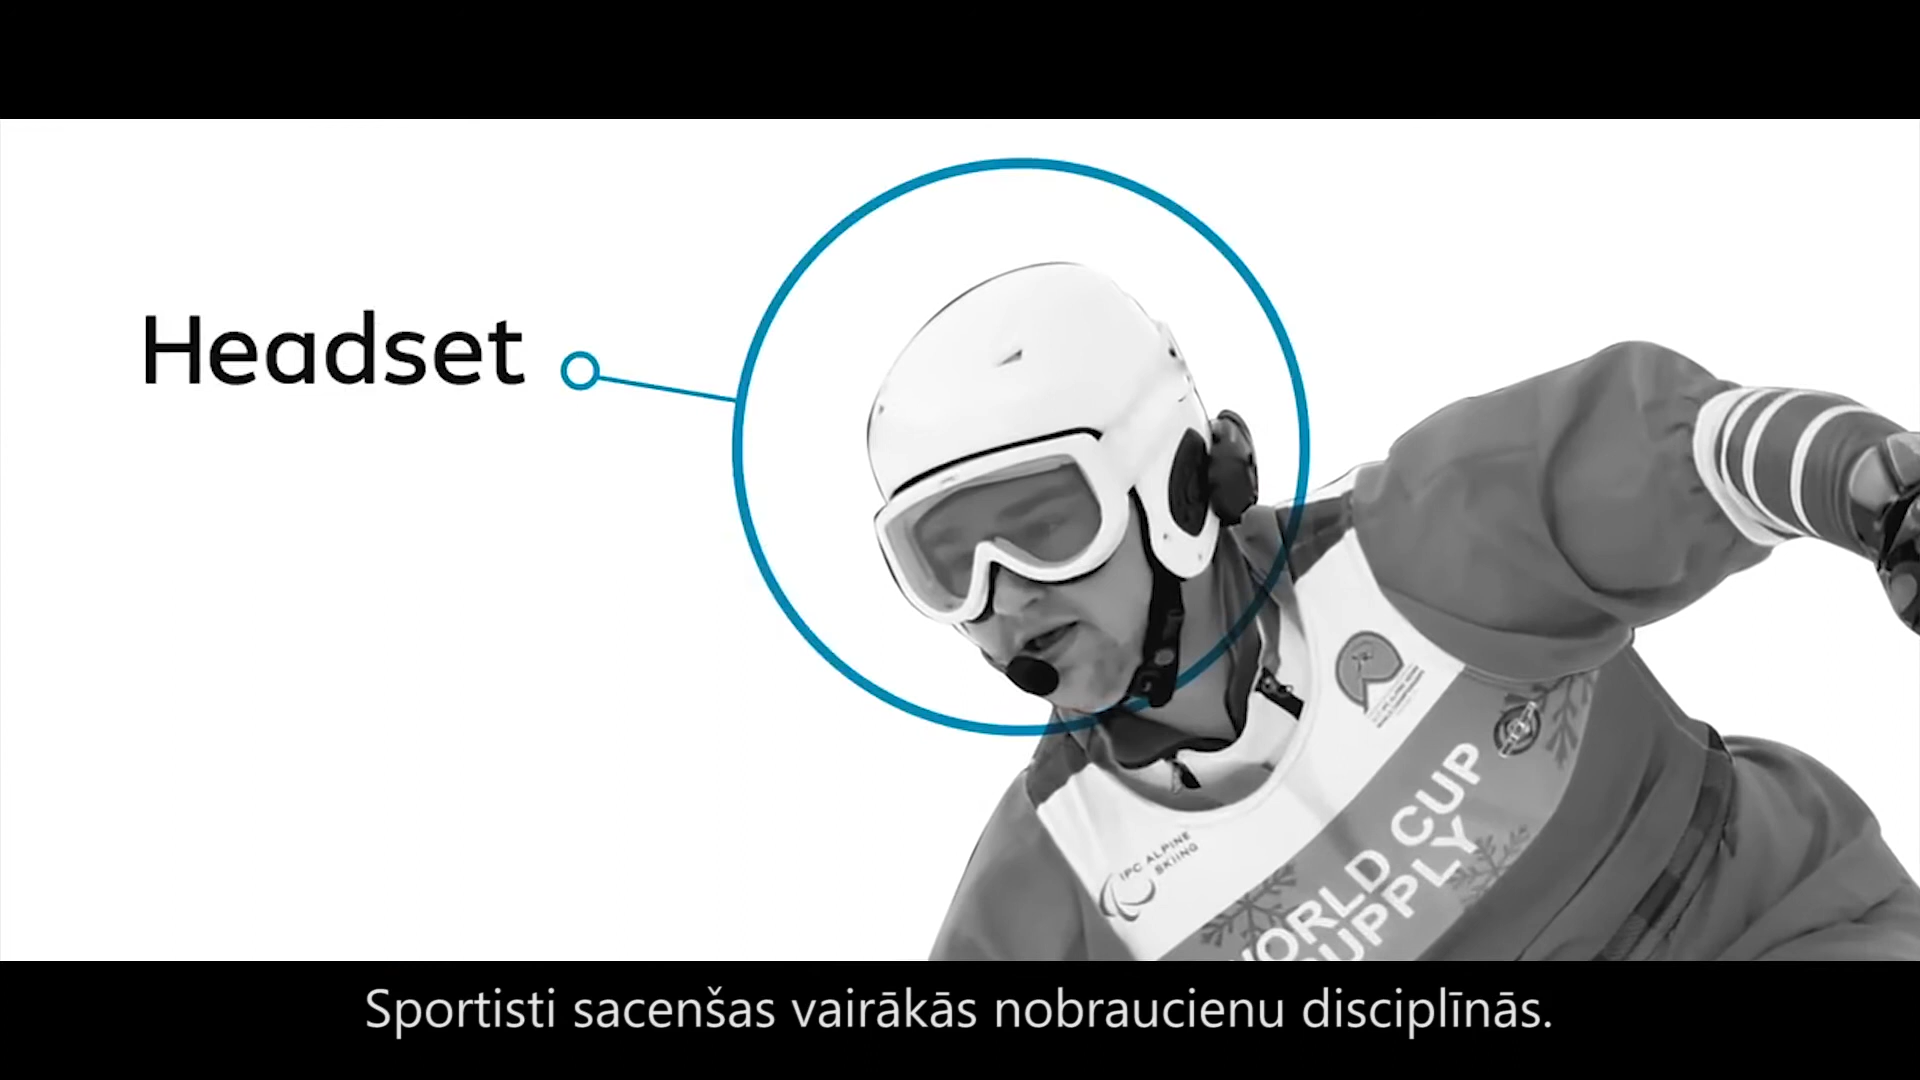 Headset
IPC ALPINE
SKIING
WORLD CUP
SUPPLY
Sportisti sacenšas vairākās nobraucienu disciplīnās.